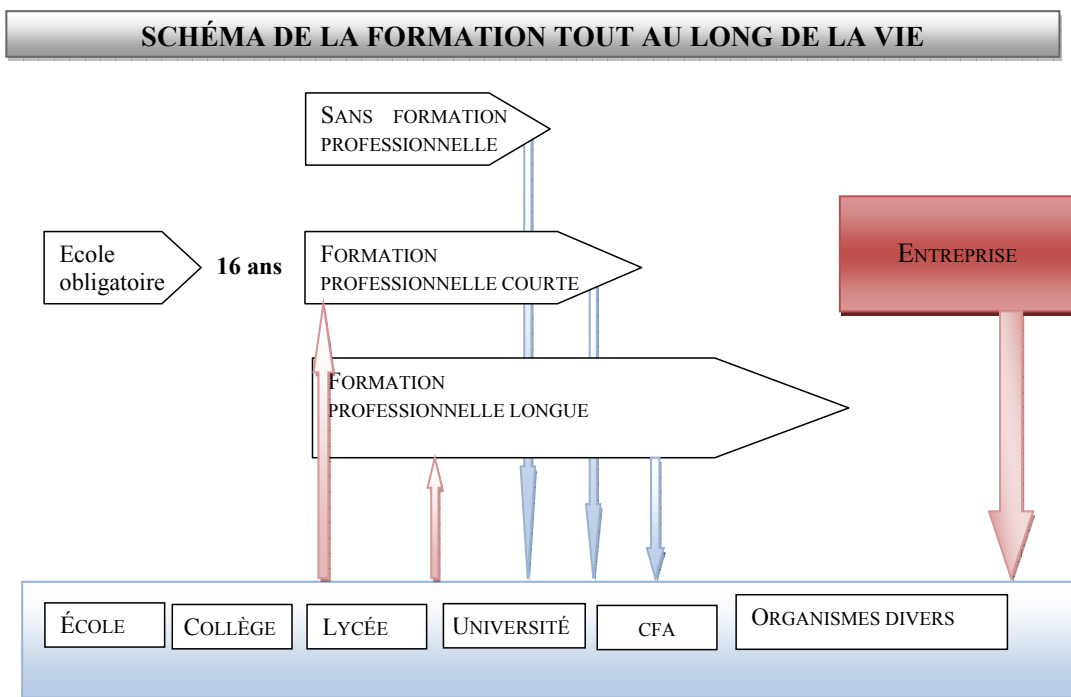 SCHÉMA DE LA FORMATION TOUT AU LONG DE LA VIE
SANS FORMATION
PROFESSIONNELLE
Ecole
obligatoire
16 ans
FORMATION
PROFESSIONNELLE COURTE
ENTREPRISE
FORMATION
PROFESSIONNELLE LONGUE
ÉCOLE
COLLÈGE
LYCÉE
UNIVERSITÉ
CFA
ORGANISMES DIVERS